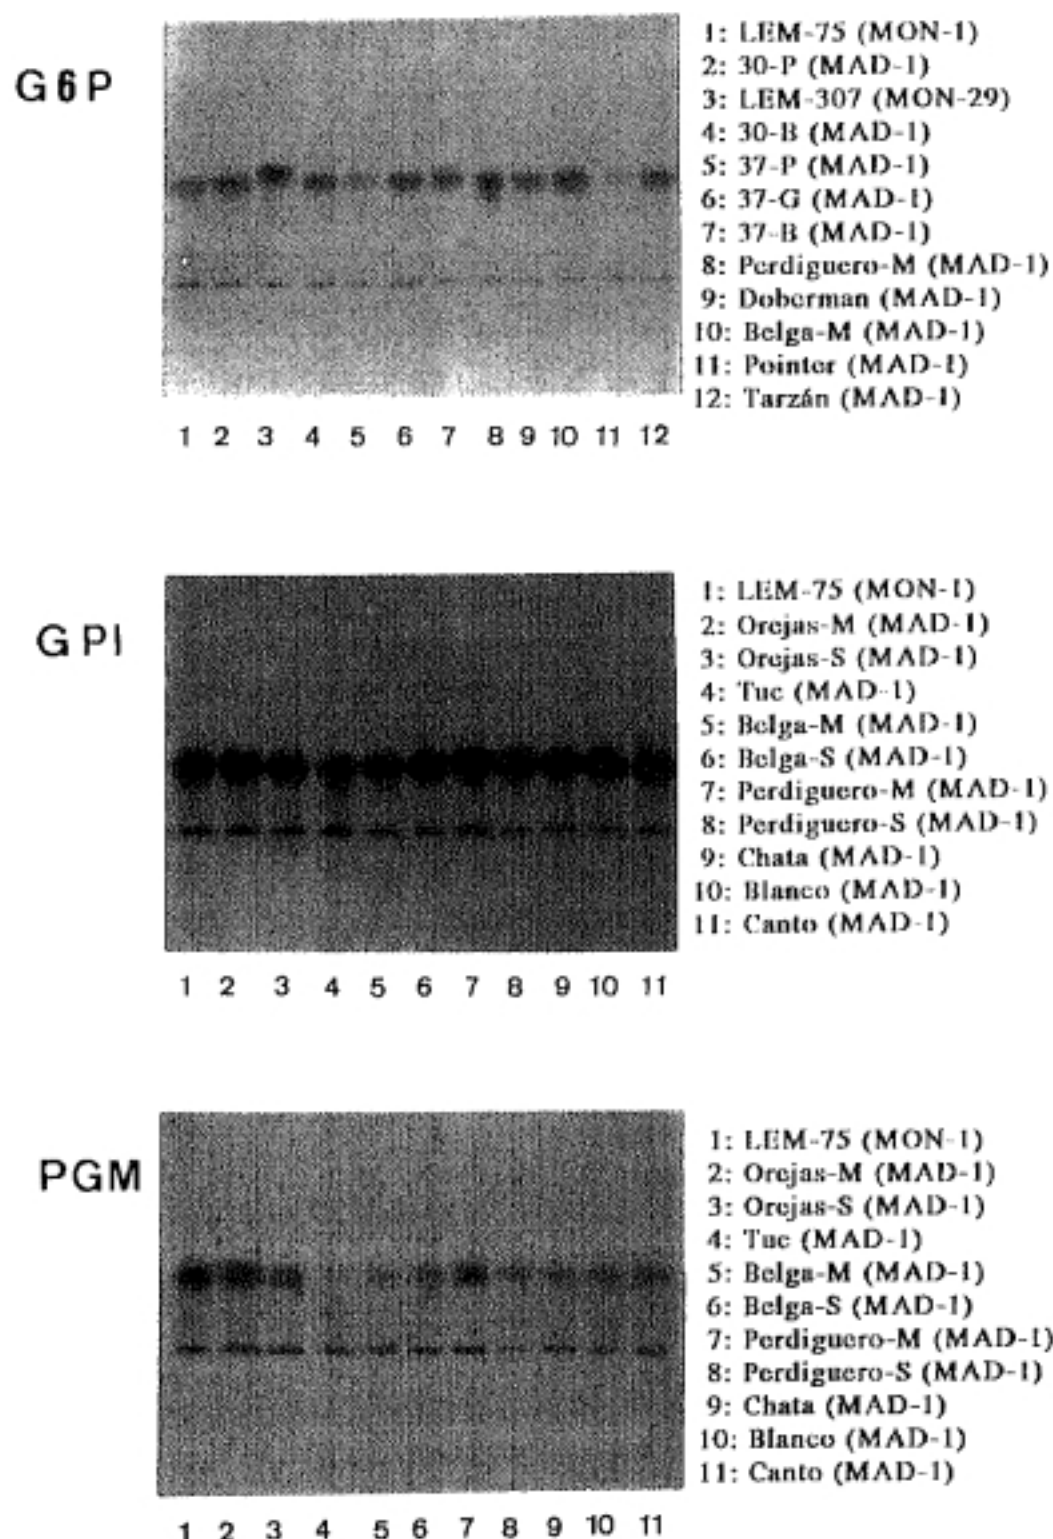 G6P
1: LEM-75 (MON-1)
2: 30-P (MAD-1)
3: LEM-307 (MON-29)
4: 30-B (MAD-1)
5: 37-P (MAD-1)
6: 37-G (MAD-1)
7: 37-B (MAD-1)
8: Perdiguero-M (MAD-1)
9: Doberman (MAD-1)
10: Belga-M (MAD-1)
11: Pointer (MAD-1)
12: Tarzán (MAD-1)
1 2 3 4 5 6 7 8 9 10 11 12
GPI
1: LEM-75 (MON-1)
2: Orejas-M (MAD-1)
3: Orejas-S (MAD-1)
4: Tuc (MAD-1)
5: Belga-M (MAD-1)
6: Belga-S (MAD-1)
7: Perdiguero-M (MAD-1)
8: Perdiguero-S (MAD-1)
9: Chata (MAD-1)
10: Blanco (MAD-1)
11: Canto (MAD-1)
1 2 3 4 5 6 7 8 9 10 11
PGM
1: LEM-75 (MON-1)
2: Orejas-M (MAD-1)
3: Orejas-S (MAD-1)
4: Tuc (MAD-1)
5: Belga-M (MAD-1)
6: Belga-S (MAD-1)
7: Perdiguero-M (MAD-1)
8: Perdiguero-S (MAD-1)
9: Chata (MAD-1)
10: Blanco (MAD-1)
11: Canto (MAD-1)
1 2 3 4 5 6 7 8 9 10 11